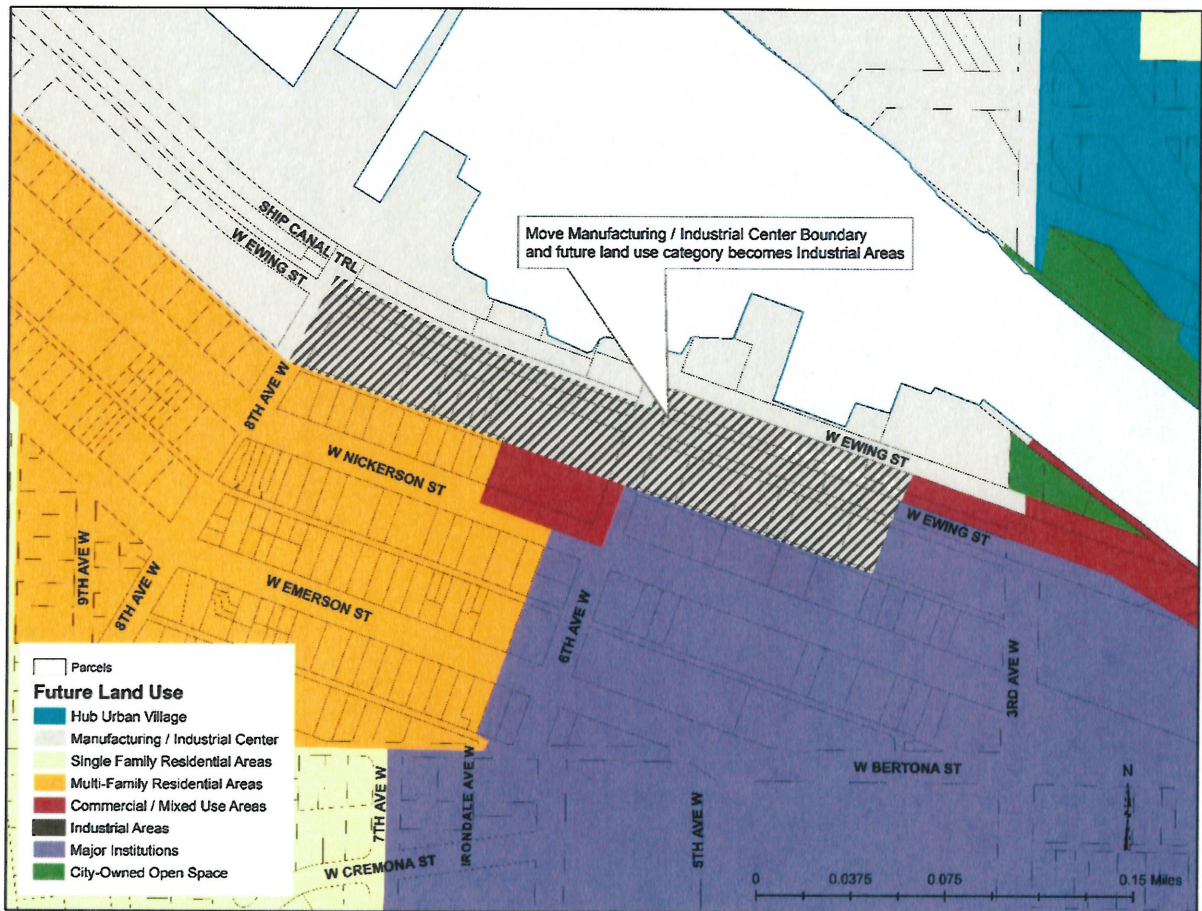 SHIP CANAL TRL
W EWING ST
Move Manufacturing / Industrial Center Boundary
and future land use category becomes Industrial Areas
8TH AVE W
W NICKERSON ST
W EWING ST
W EWING ST
9TH AVE W
8TH AVE W
W EMERSON ST
6TH AVE W
3RD AVE W
W BERTONA ST
7TH AVE W
IRONDALE AVE W
5TH AVE W
W CREMONA ST
Parcels
Future Land Use
Hub Urban Village
Manufacturing / Industrial Center
Single Family Residential Areas
Multi-Family Residential Areas
Commercial / Mixed Use Areas
Industrial Areas
Major Institutions
City-Owned Open Space
N
0 0.0375 0.075 0.15 Miles